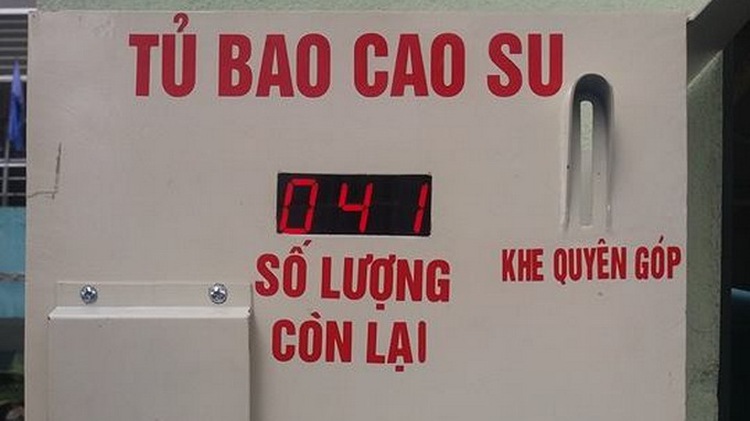 TỦ BAO CAO SU
041
SỐ LƯỢNG
CÒN LẠI
KHE QUYÊN GÓP